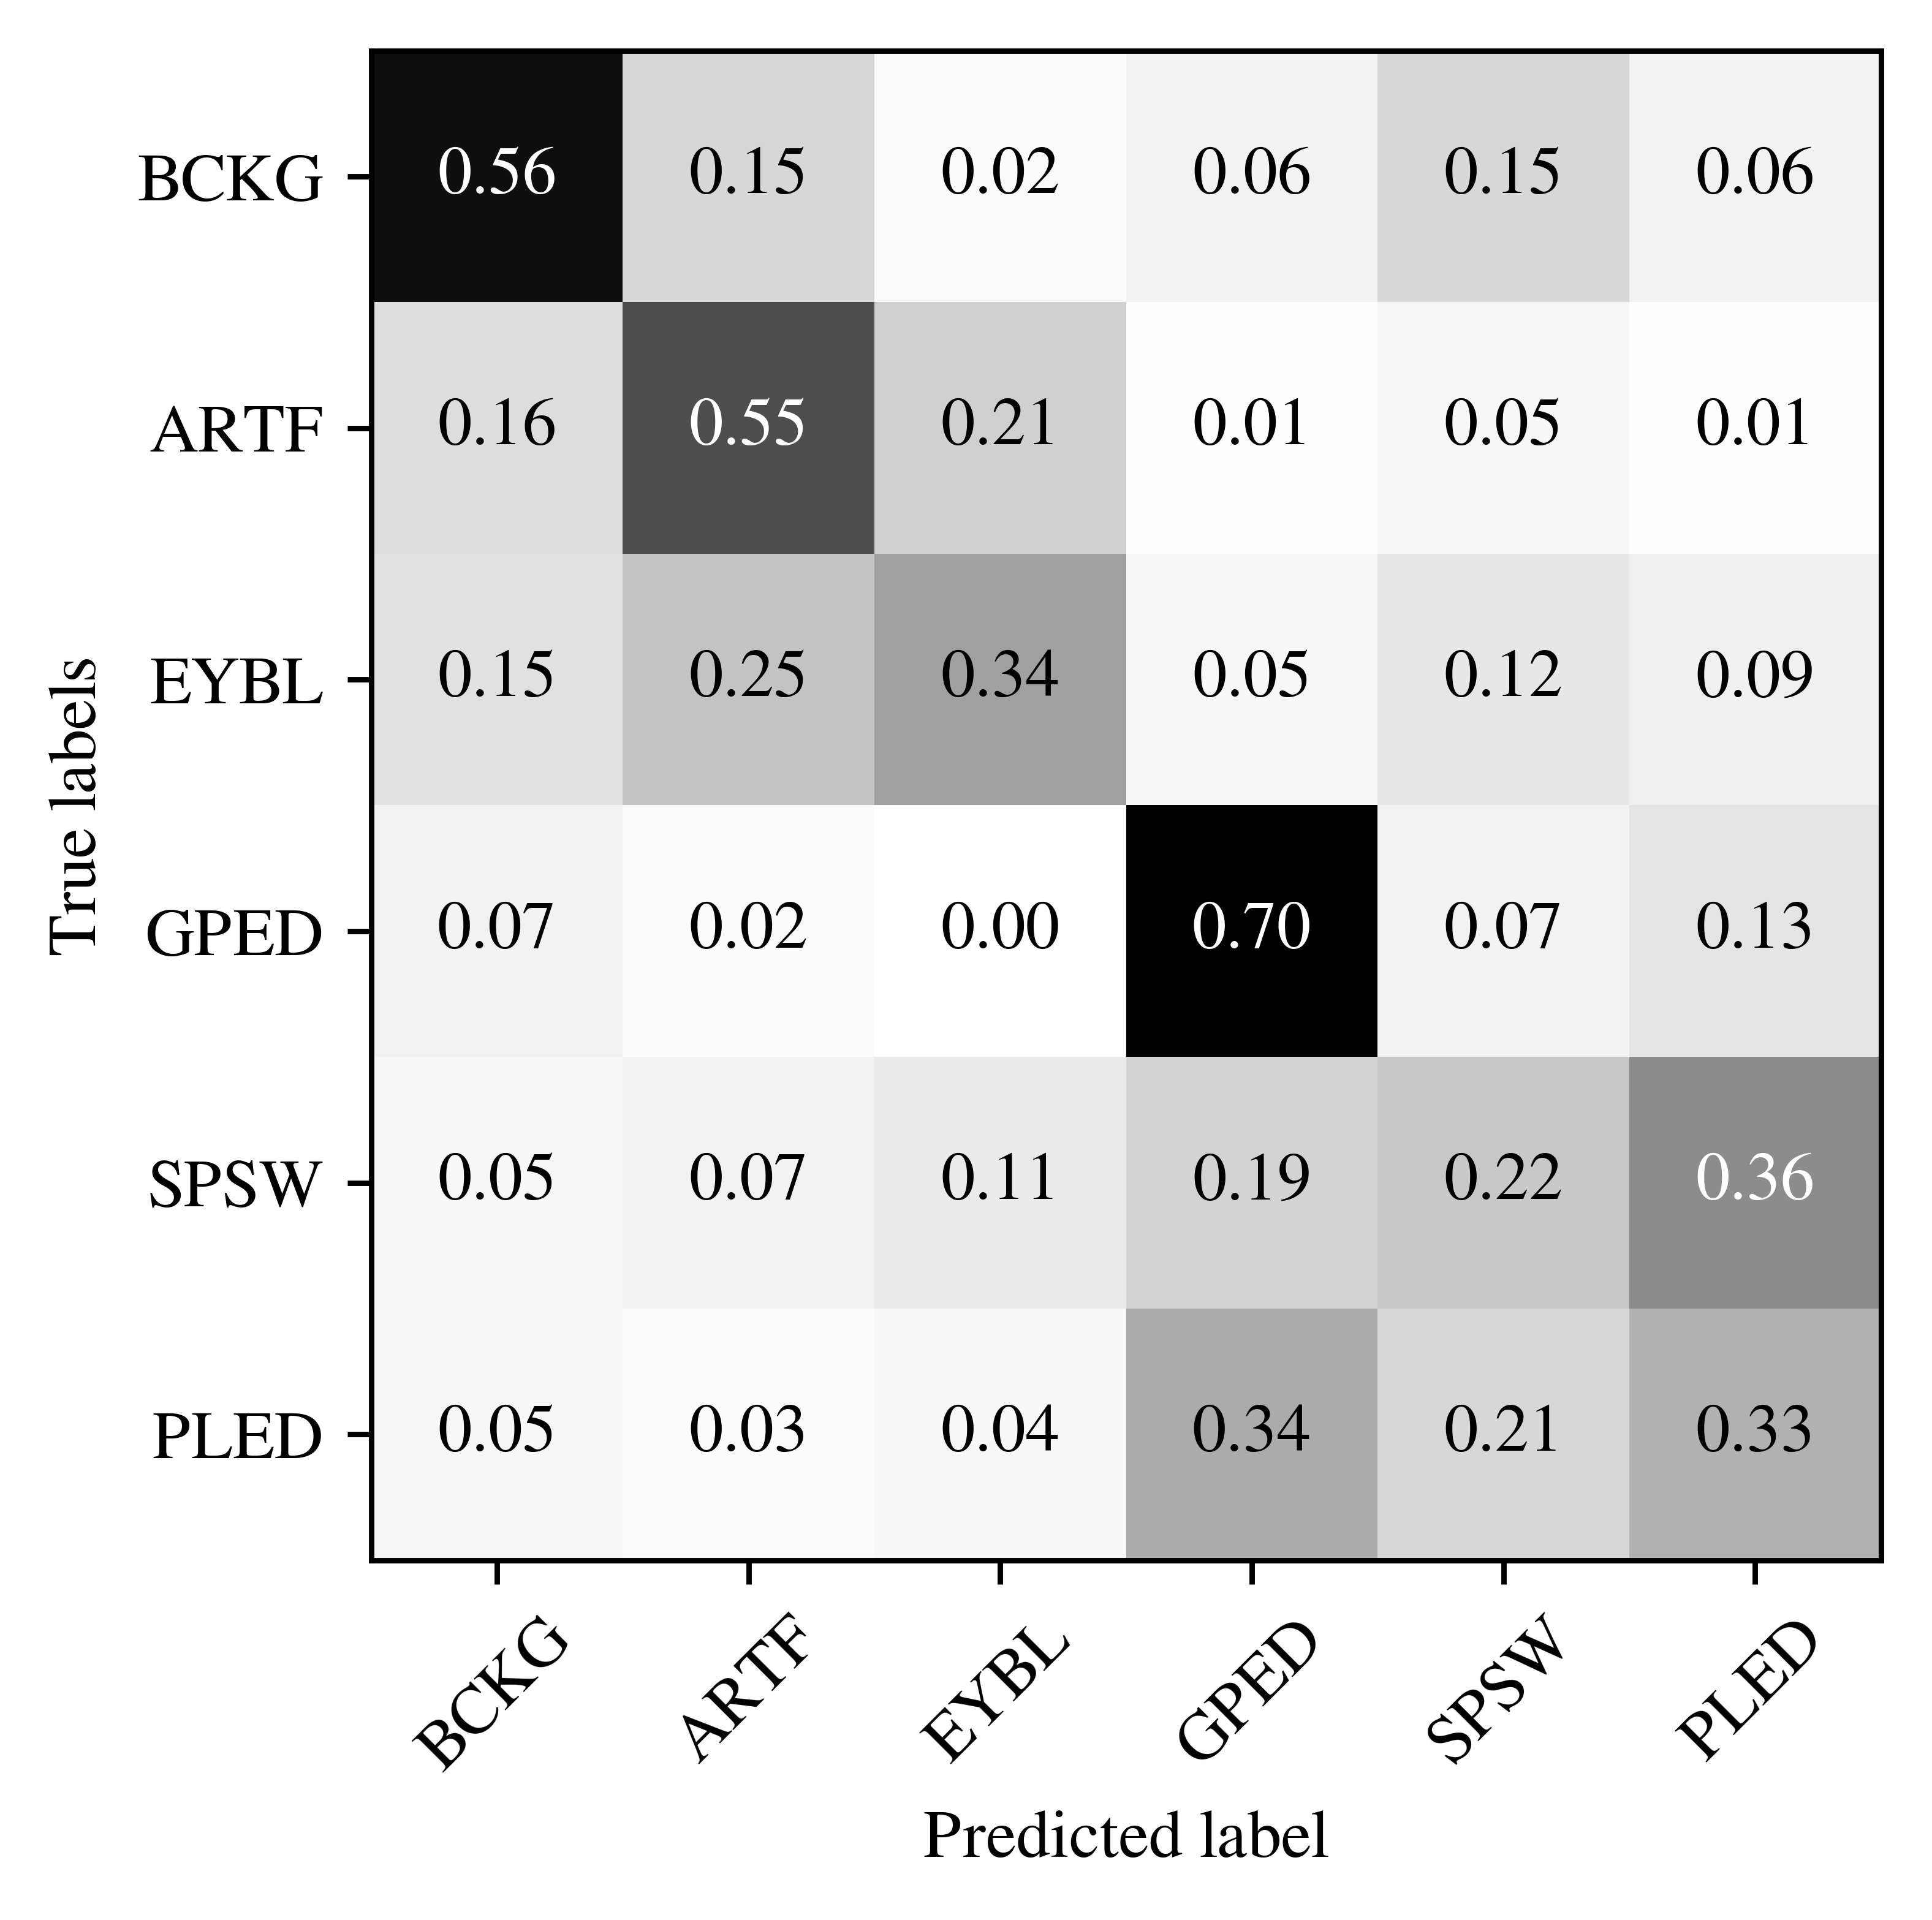 True labels
BCKG 0.56 0.15 0.02 0.06 0.15 0.06
ARTF 0.16 0.55 0.21 0.01 0.05 0.01
EYBL 0.15 0.25 0.34 0.05 0.12 0.09
GPED 0.07 0.02 0.00 0.70 0.07 0.13
SPSW 0.05 0.07 0.11 0.19 0.22 0.36
PLED 0.05 0.03 0.04 0.34 0.21 0.33
BCKG ARTF EYBL GPED SPSW PLED
Predicted label